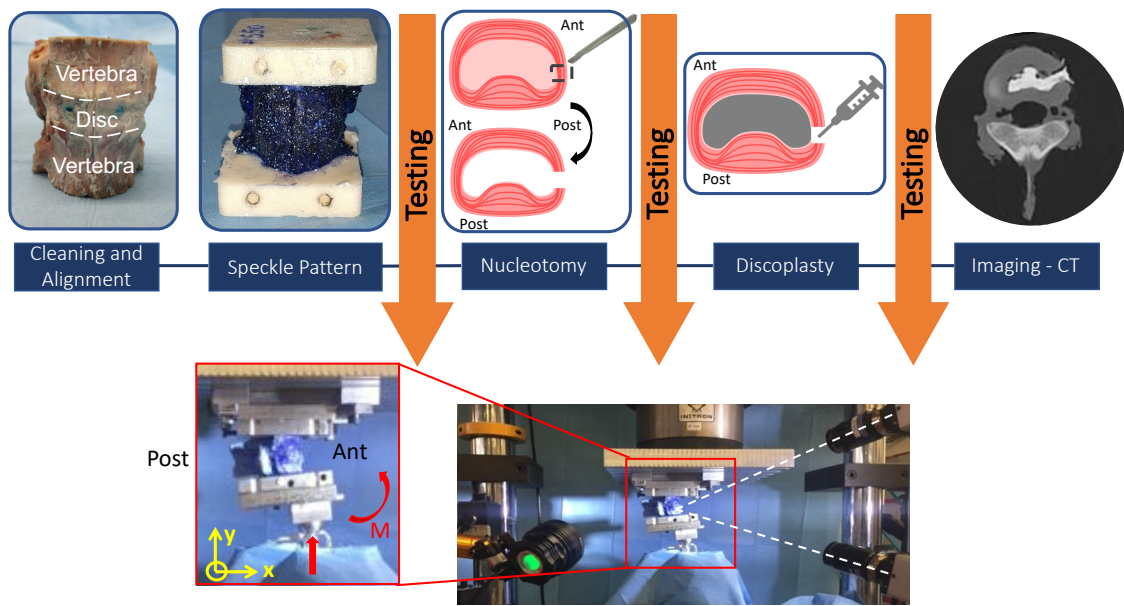 Vertebra
Disc
Vertebra
Ant
Post
Ant
Post
Ant
Post
Testing
Testing
Testing
Cleaning and
Alignment
Speckle Pattern
Nucleotomy
Discoplasty
Imaging - CT
Post
Ant
M
y
x
INSTRON